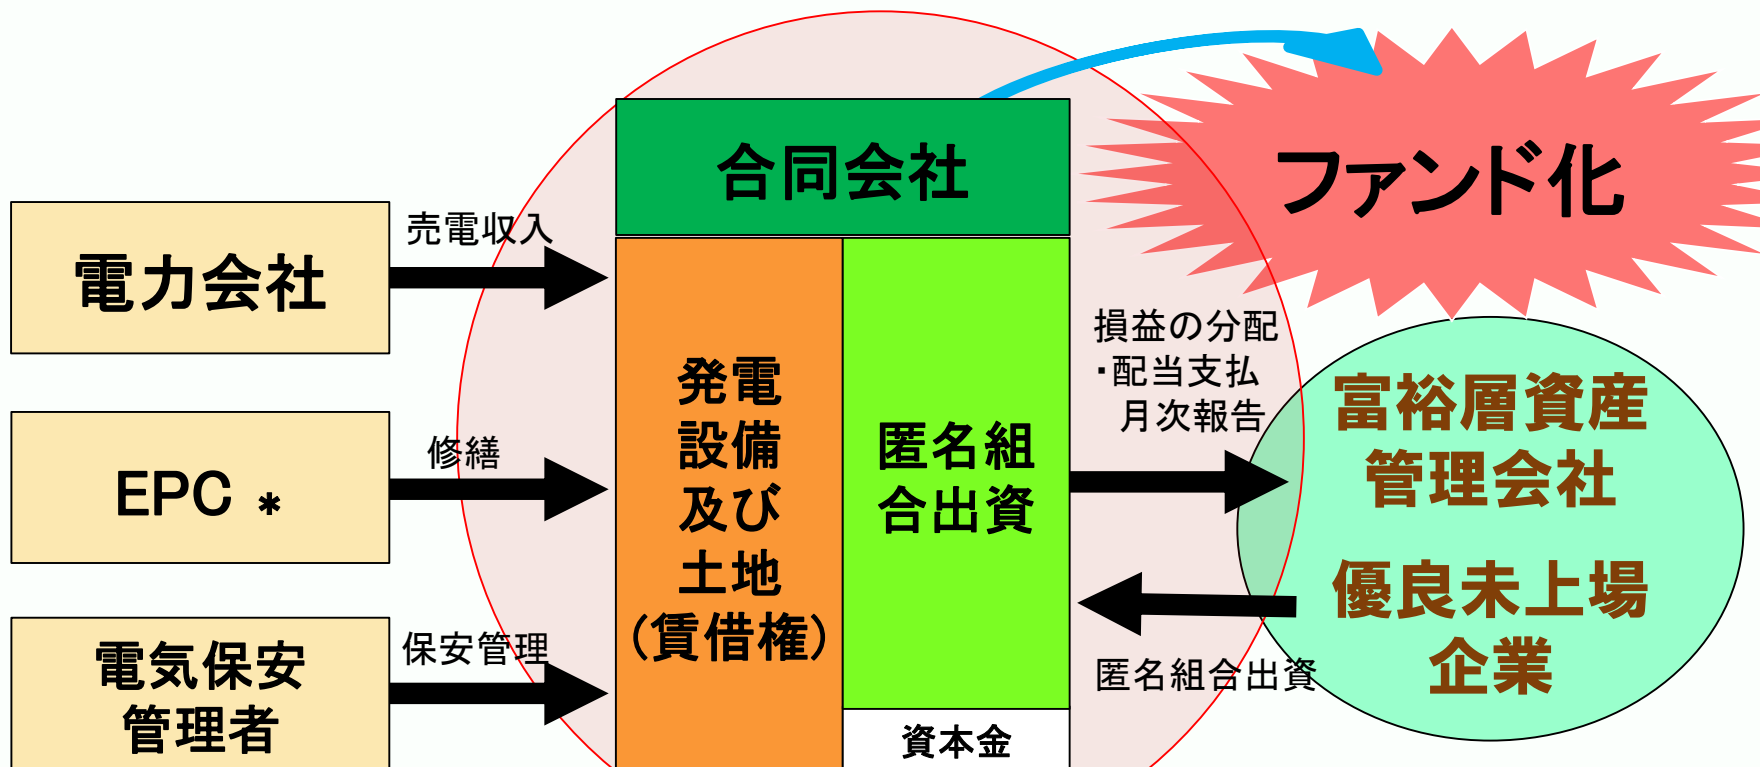 合同会社
ファンド化
電力会社
売電収入
EPC *
修繕
電気保安
管理者
保安管理
発電
設備
及び
土地
(賃借権)
匿名組
合出資
資本金
損益の分配
・配当支払
月次報告
匿名組合出資
富裕層資産
管理会社
優良未上場
企業